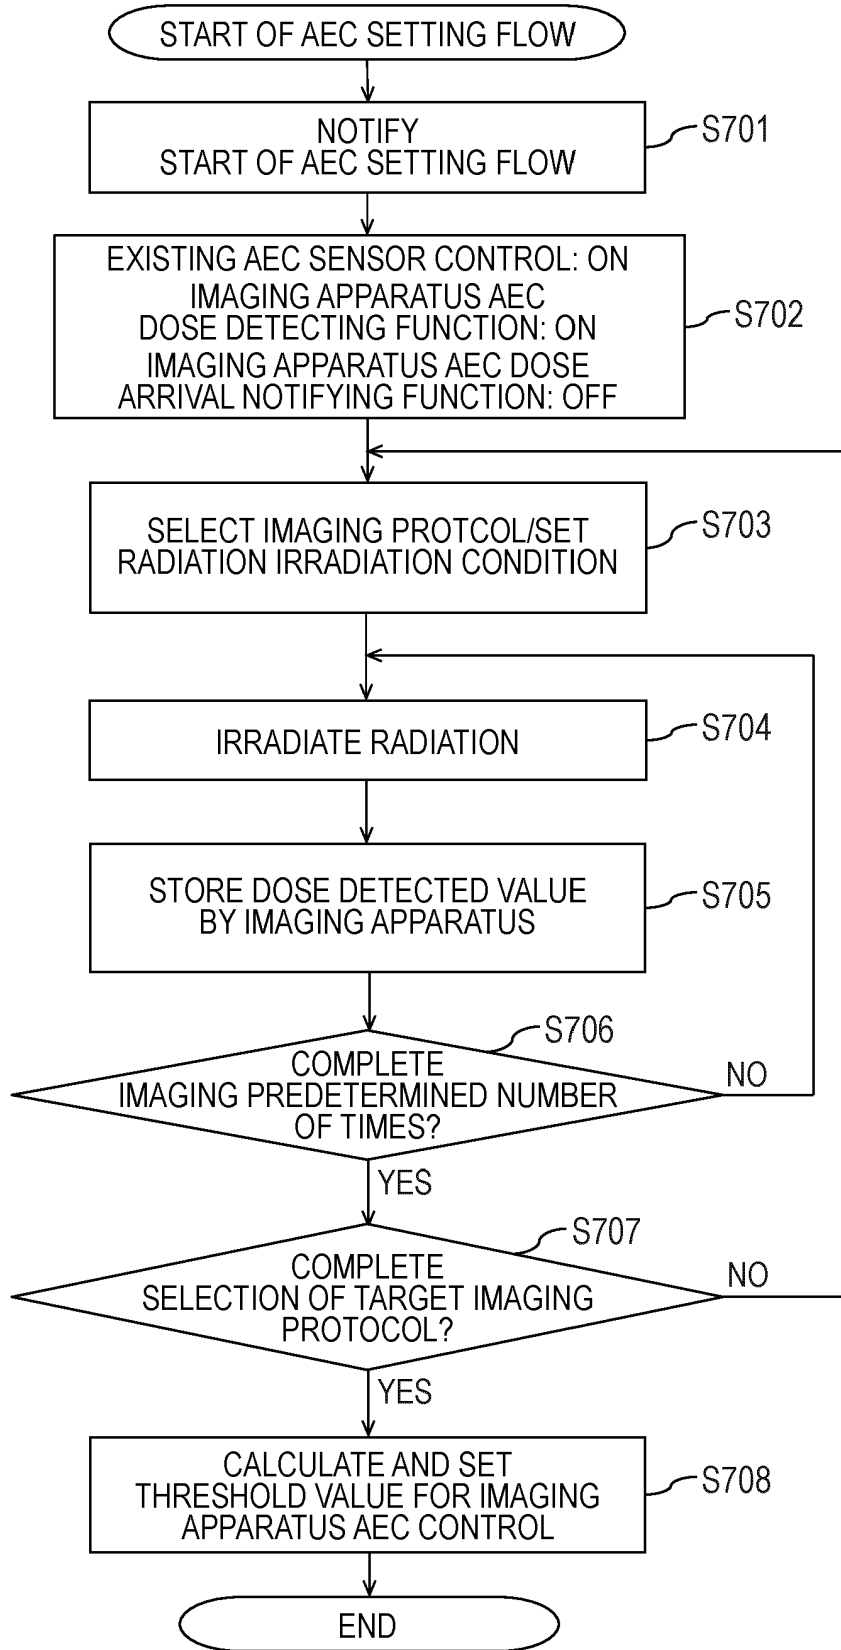 START OF AEC SETTING FLOW
NOTIFY
START OF AEC SETTING FLOW
S701
EXISTING AEC SENSOR CONTROL: ON
IMAGING APPARATUS AEC
DOSE DETECTING FUNCTION: ON
IMAGING APPARATUS AEC DOSE
ARRIVAL NOTIFYING FUNCTION: OFF
S702
SELECT IMAGING PROTCOL/SET
RADIATION IRRADIATION CONDITION
S703
IRRADIATE RADIATION
S704
STORE DOSE DETECTED VALUE
BY IMAGING APPARATUS
S705
S706
COMPLETE
IMAGING PREDETERMINED NUMBER
OF TIMES?
NO
YES
S707
COMPLETE
SELECTION OF TARGET IMAGING
PROTOCOL?
NO
YES
CALCULATE AND SET
THRESHOLD VALUE FOR IMAGING
APPARATUS AEC CONTROL
S708
END